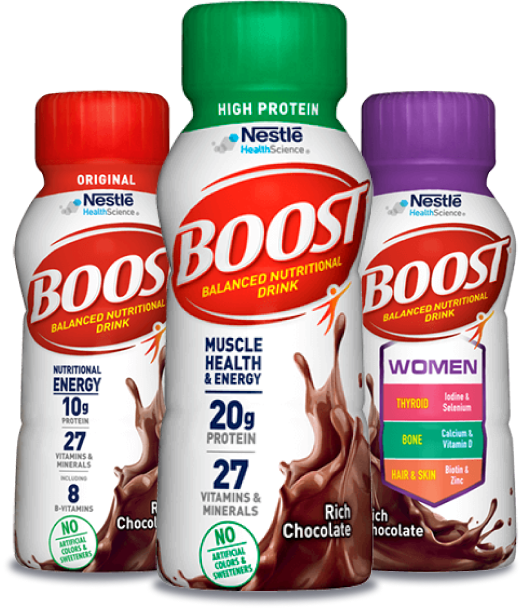 ORIGINAL
Nestlé
HealthScience®
BOOST
BALANCED NUTRITIONAL
DRINK
NUTRITIONAL
ENERGY
10g
PROTEIN
27
VITAMINS &
MINERALS
INCLUDING
8
B-VITAMINS
NO
ARTIFICIAL
COLORS &
SWEETENERS
R
Chocol
HIGH PROTEIN
Nestlé
HealthScience®
BOOST
BALANCED NUTRITIONAL
DRINK
MUSCLE
HEALTH
& ENERGY
20g
PROTEIN
27
VITAMINS &
MINERALS
NO
ARTIFICIAL
COLORS &
SWEETENERS
Rich
Chocolate
Nestlé
HealthScience®
BOOST
BALANCED NUTRITIONAL
DRINK
WOMEN
THYROID
Iodine &
Selenium
BONE
Calcium &
Vitamin D
HAIR & SKIN
Biotin &
Zinc
ich
hocolate